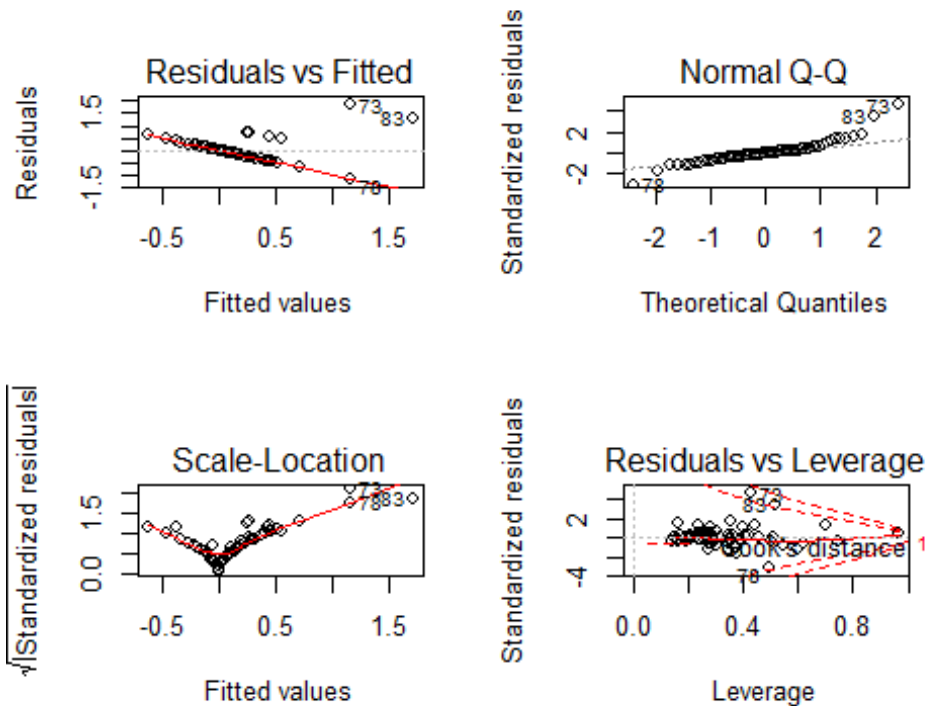 Residuals vs Fitted
Residuals
1.5
-1.5
73
83
78
-0.5 0.5 1.5
Fitted values
Normal Q-Q
Standardized residuals
2
-2
73
83
78
-2 -1 0 1 2
Theoretical Quantiles
Scale-Location
√|Standardized residuals|
1.5
0.0
73
78
83
-0.5 0.5 1.5
Fitted values
Residuals vs Leverage
Standardized residuals
2
-4
73
83
78
Cook's distance
1
0.0 0.4 0.8
Leverage